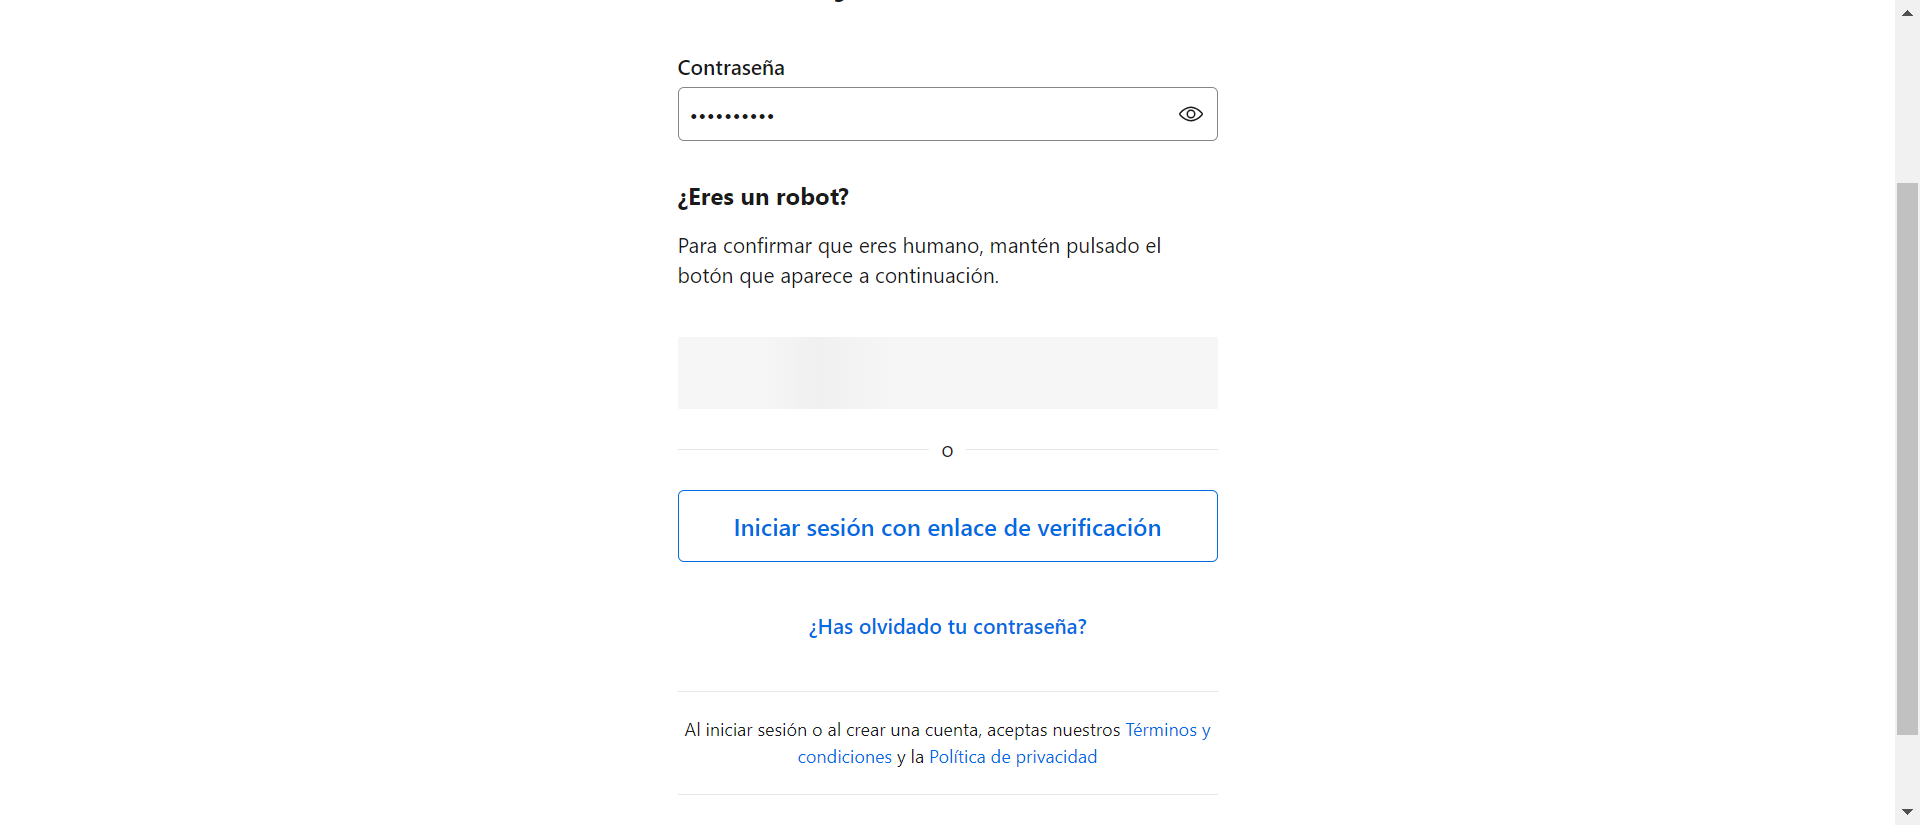 Contraseña
••••••••••
¿Eres un robot?
Para confirmar que eres humano, mantén pulsado el
botón que aparece a continuación.
o
Iniciar sesión con enlace de verificación
¿Has olvidado tu contraseña?
Al iniciar sesión o al crear una cuenta, aceptas nuestros Términos y
condiciones y la Política de privacidad